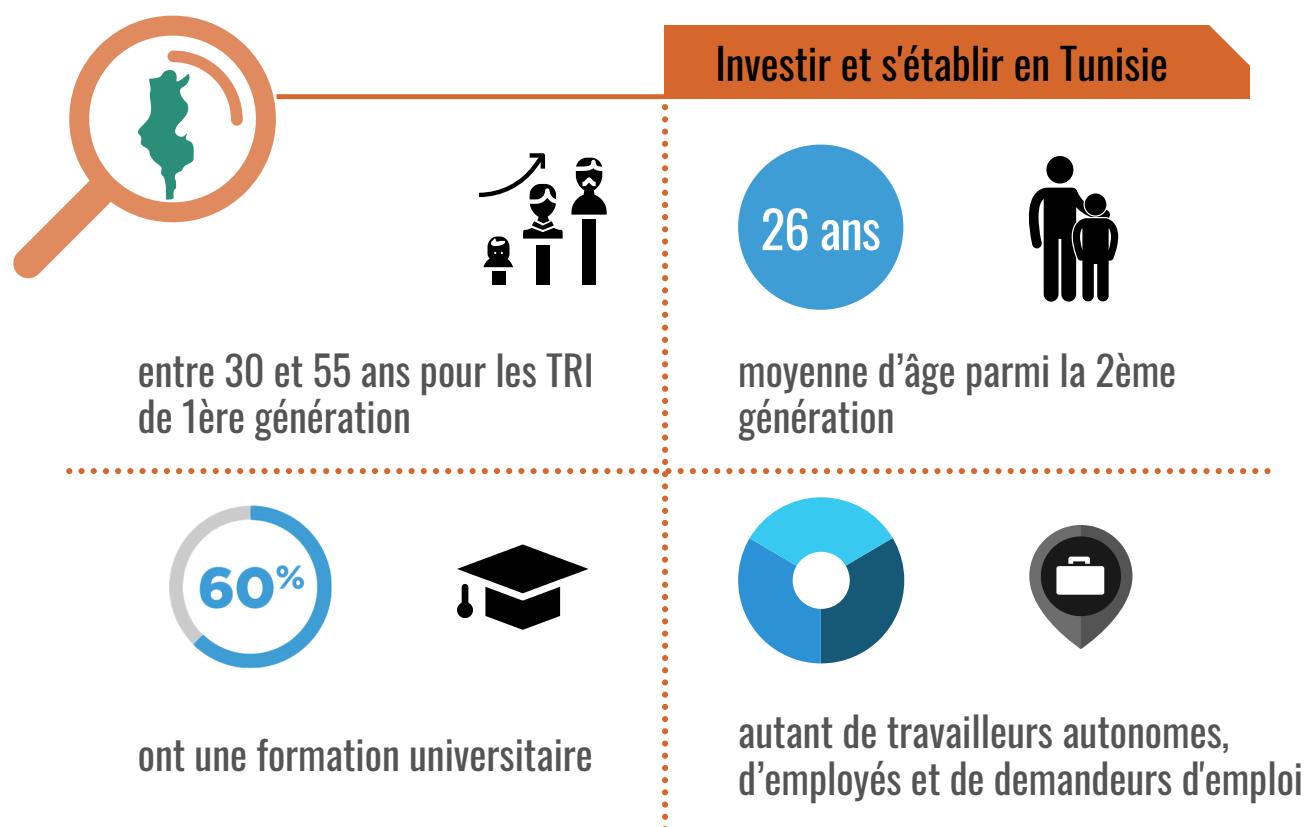 Investir et s'établir en Tunisie
26 ans
entre 30 et 55 ans pour les TRI
de 1ère génération
moyenne d’âge parmi la 2ème
génération
60%
ont une formation universitaire
autant de travailleurs autonomes,
d’employés et de demandeurs d'emploi